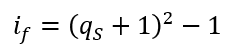 i_f = (q_S + 1)² − 1